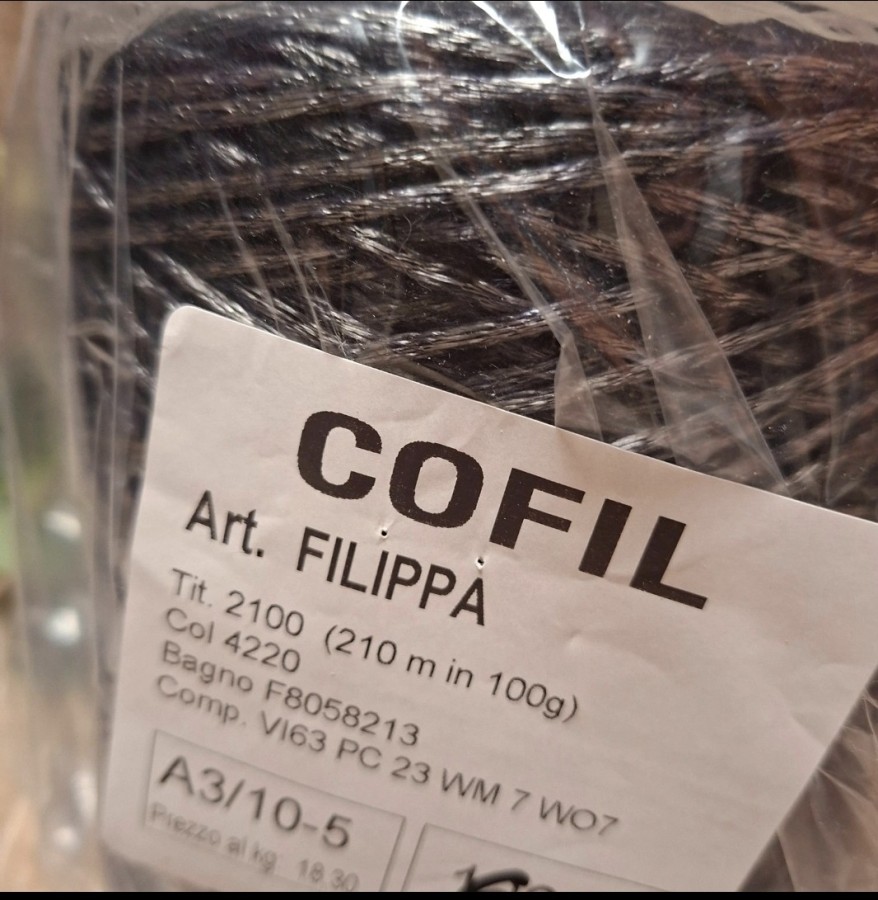 COFIL
Art. FILIPPA
Tit. 2100 (210 m in 100g)
Col 4220
Bagno F8058213
Comp. VI63 PC 23 WM 7 WO7
A3/10-5
Prezzo al kg 18.30